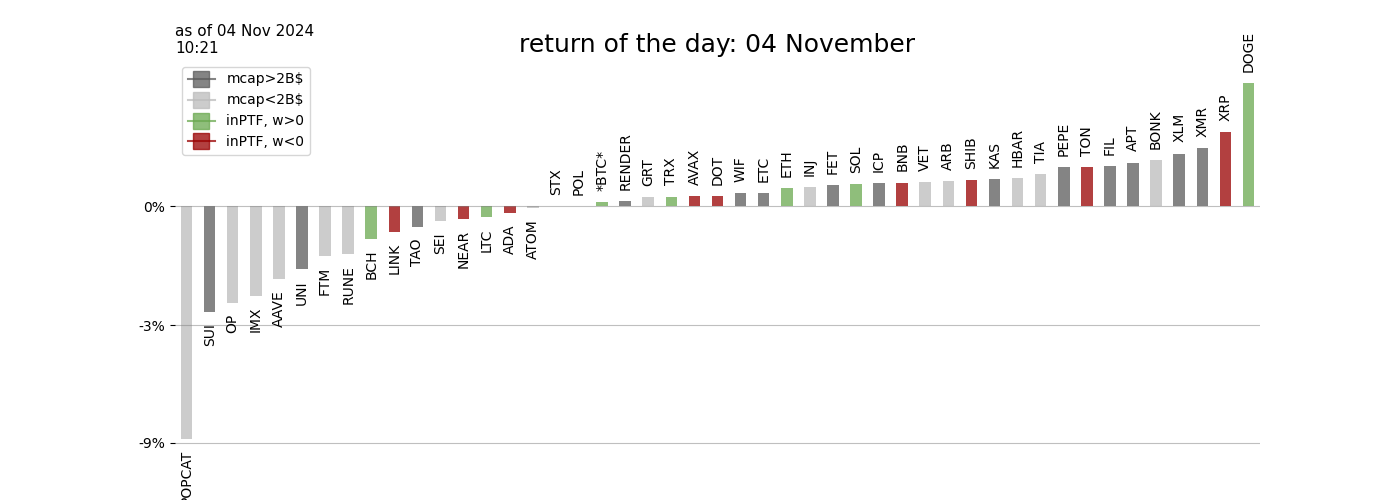 as of 04 Nov 2024
10:21
return of the day: 04 November
mcap>2B$
mcap<2B$
inPTF, w>0
inPTF, w<0
0%
-3%
-9%
POPCAT
SUI
OP
IMX
AAVE
UNI
FTM
RUNE
BCH
LINK
TAO
SEI
NEAR
LTC
ADA
ATOM
STX
POL
*BTC*
RENDER
GRT
TRX
AVAX
DOT
WIF
ETC
ETH
INJ
FET
SOL
ICP
BNB
VET
ARB
SHIB
KAS
HBAR
TIA
PEPE
TON
FIL
APT
BONK
XLM
XMR
XRP
DOGE